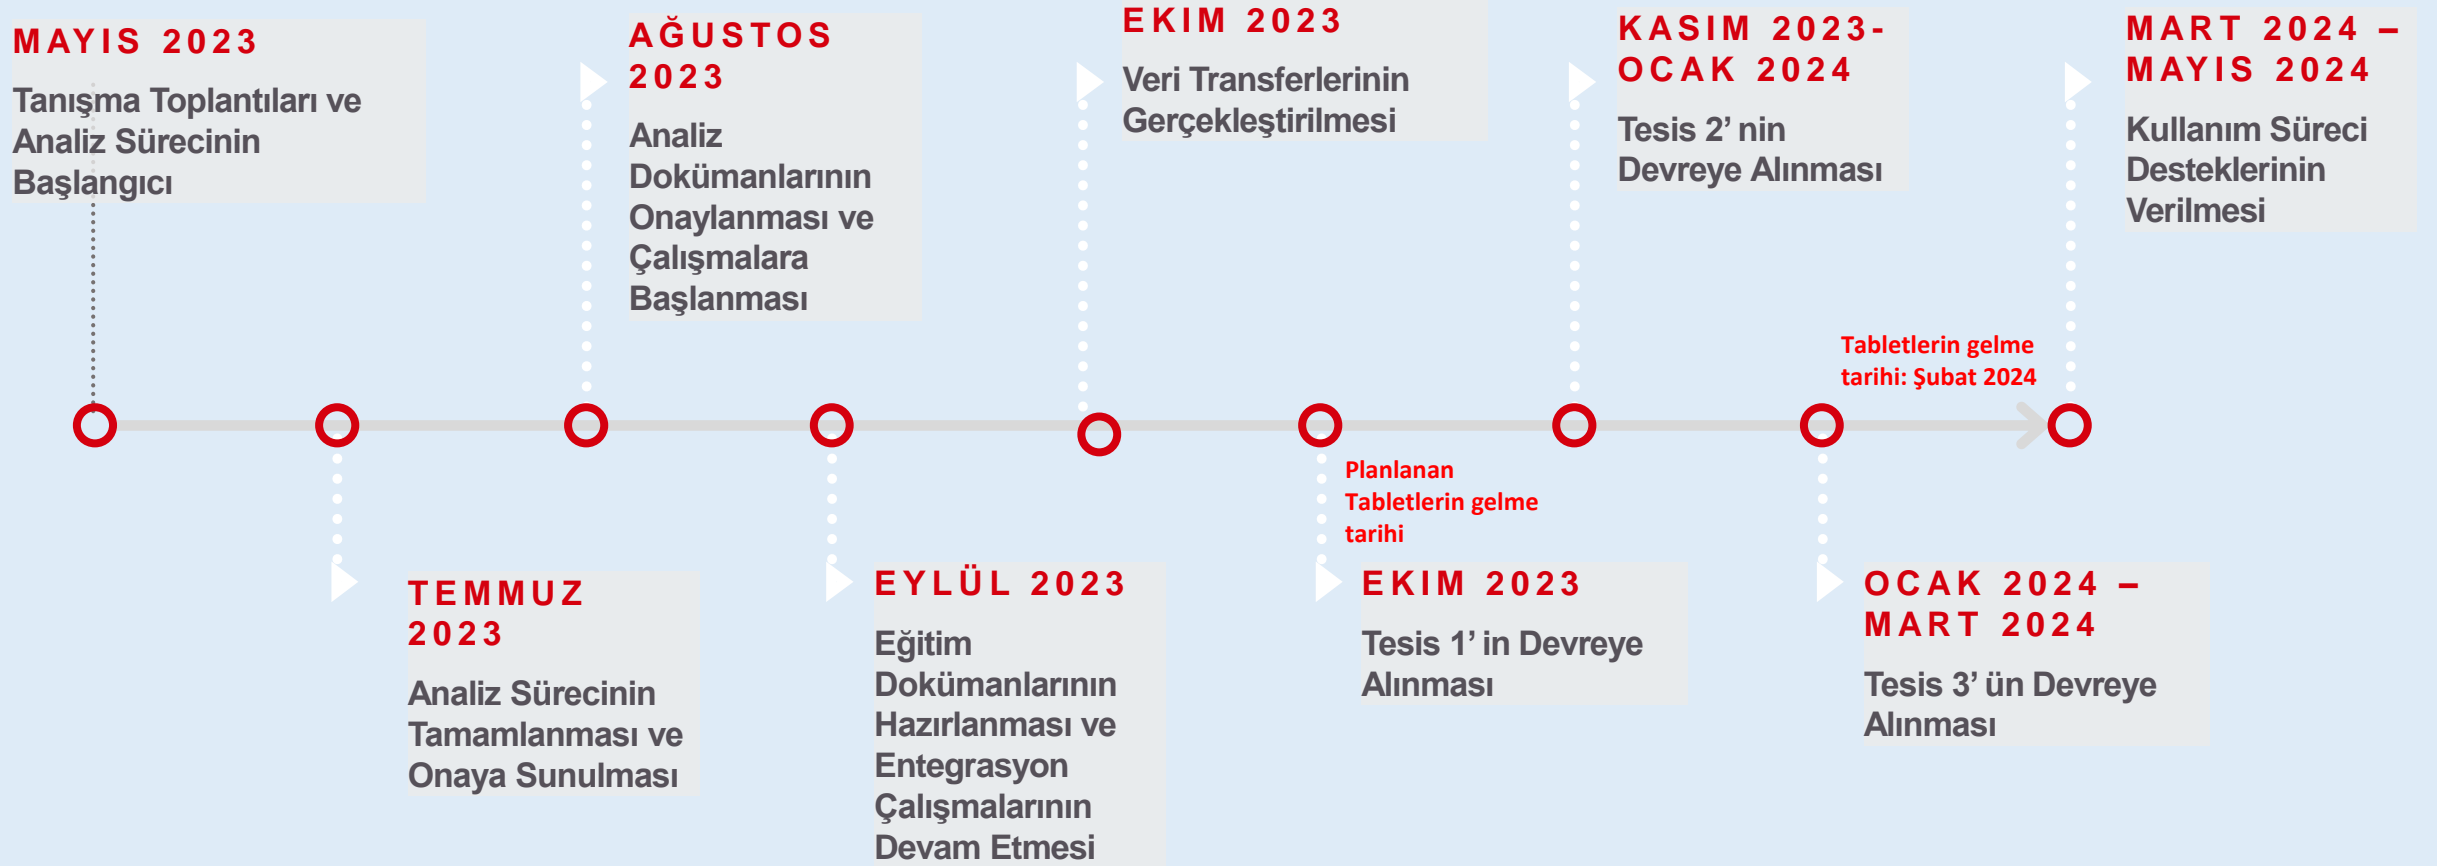 MAYIS 2023
Tanışma Toplantıları ve
Analiz Sürecinin
Başlangıcı
AĞUSTOS
2023
Analiz
Dokümanlarının
Onaylanması ve
Çalışmalara
Başlanması
EKIM 2023
Veri Transferlerinin
Gerçekleştirilmesi
KASIM 2023-
OCAK 2024
Tesis 2’ nin
Devreye Alınması
MART 2024 –
MAYIS 2024
Kullanım Süreci
Desteklerinin
Verilmesi
Tabletlerin gelme
tarihi: Şubat 2024
Planlanan
Tabletlerin gelme
tarihi
TEMMUZ
2023
Analiz Sürecinin
Tamamlanması ve
Onaya Sunulması
EYLÜL 2023
Eğitim
Dokümanlarının
Hazırlanması ve
Entegrasyon
Çalışmalarının
Devam Etmesi
EKIM 2023
Tesis 1’ in Devreye
Alınması
OCAK 2024 –
MART 2024
Tesis 3’ ün Devreye
Alınması